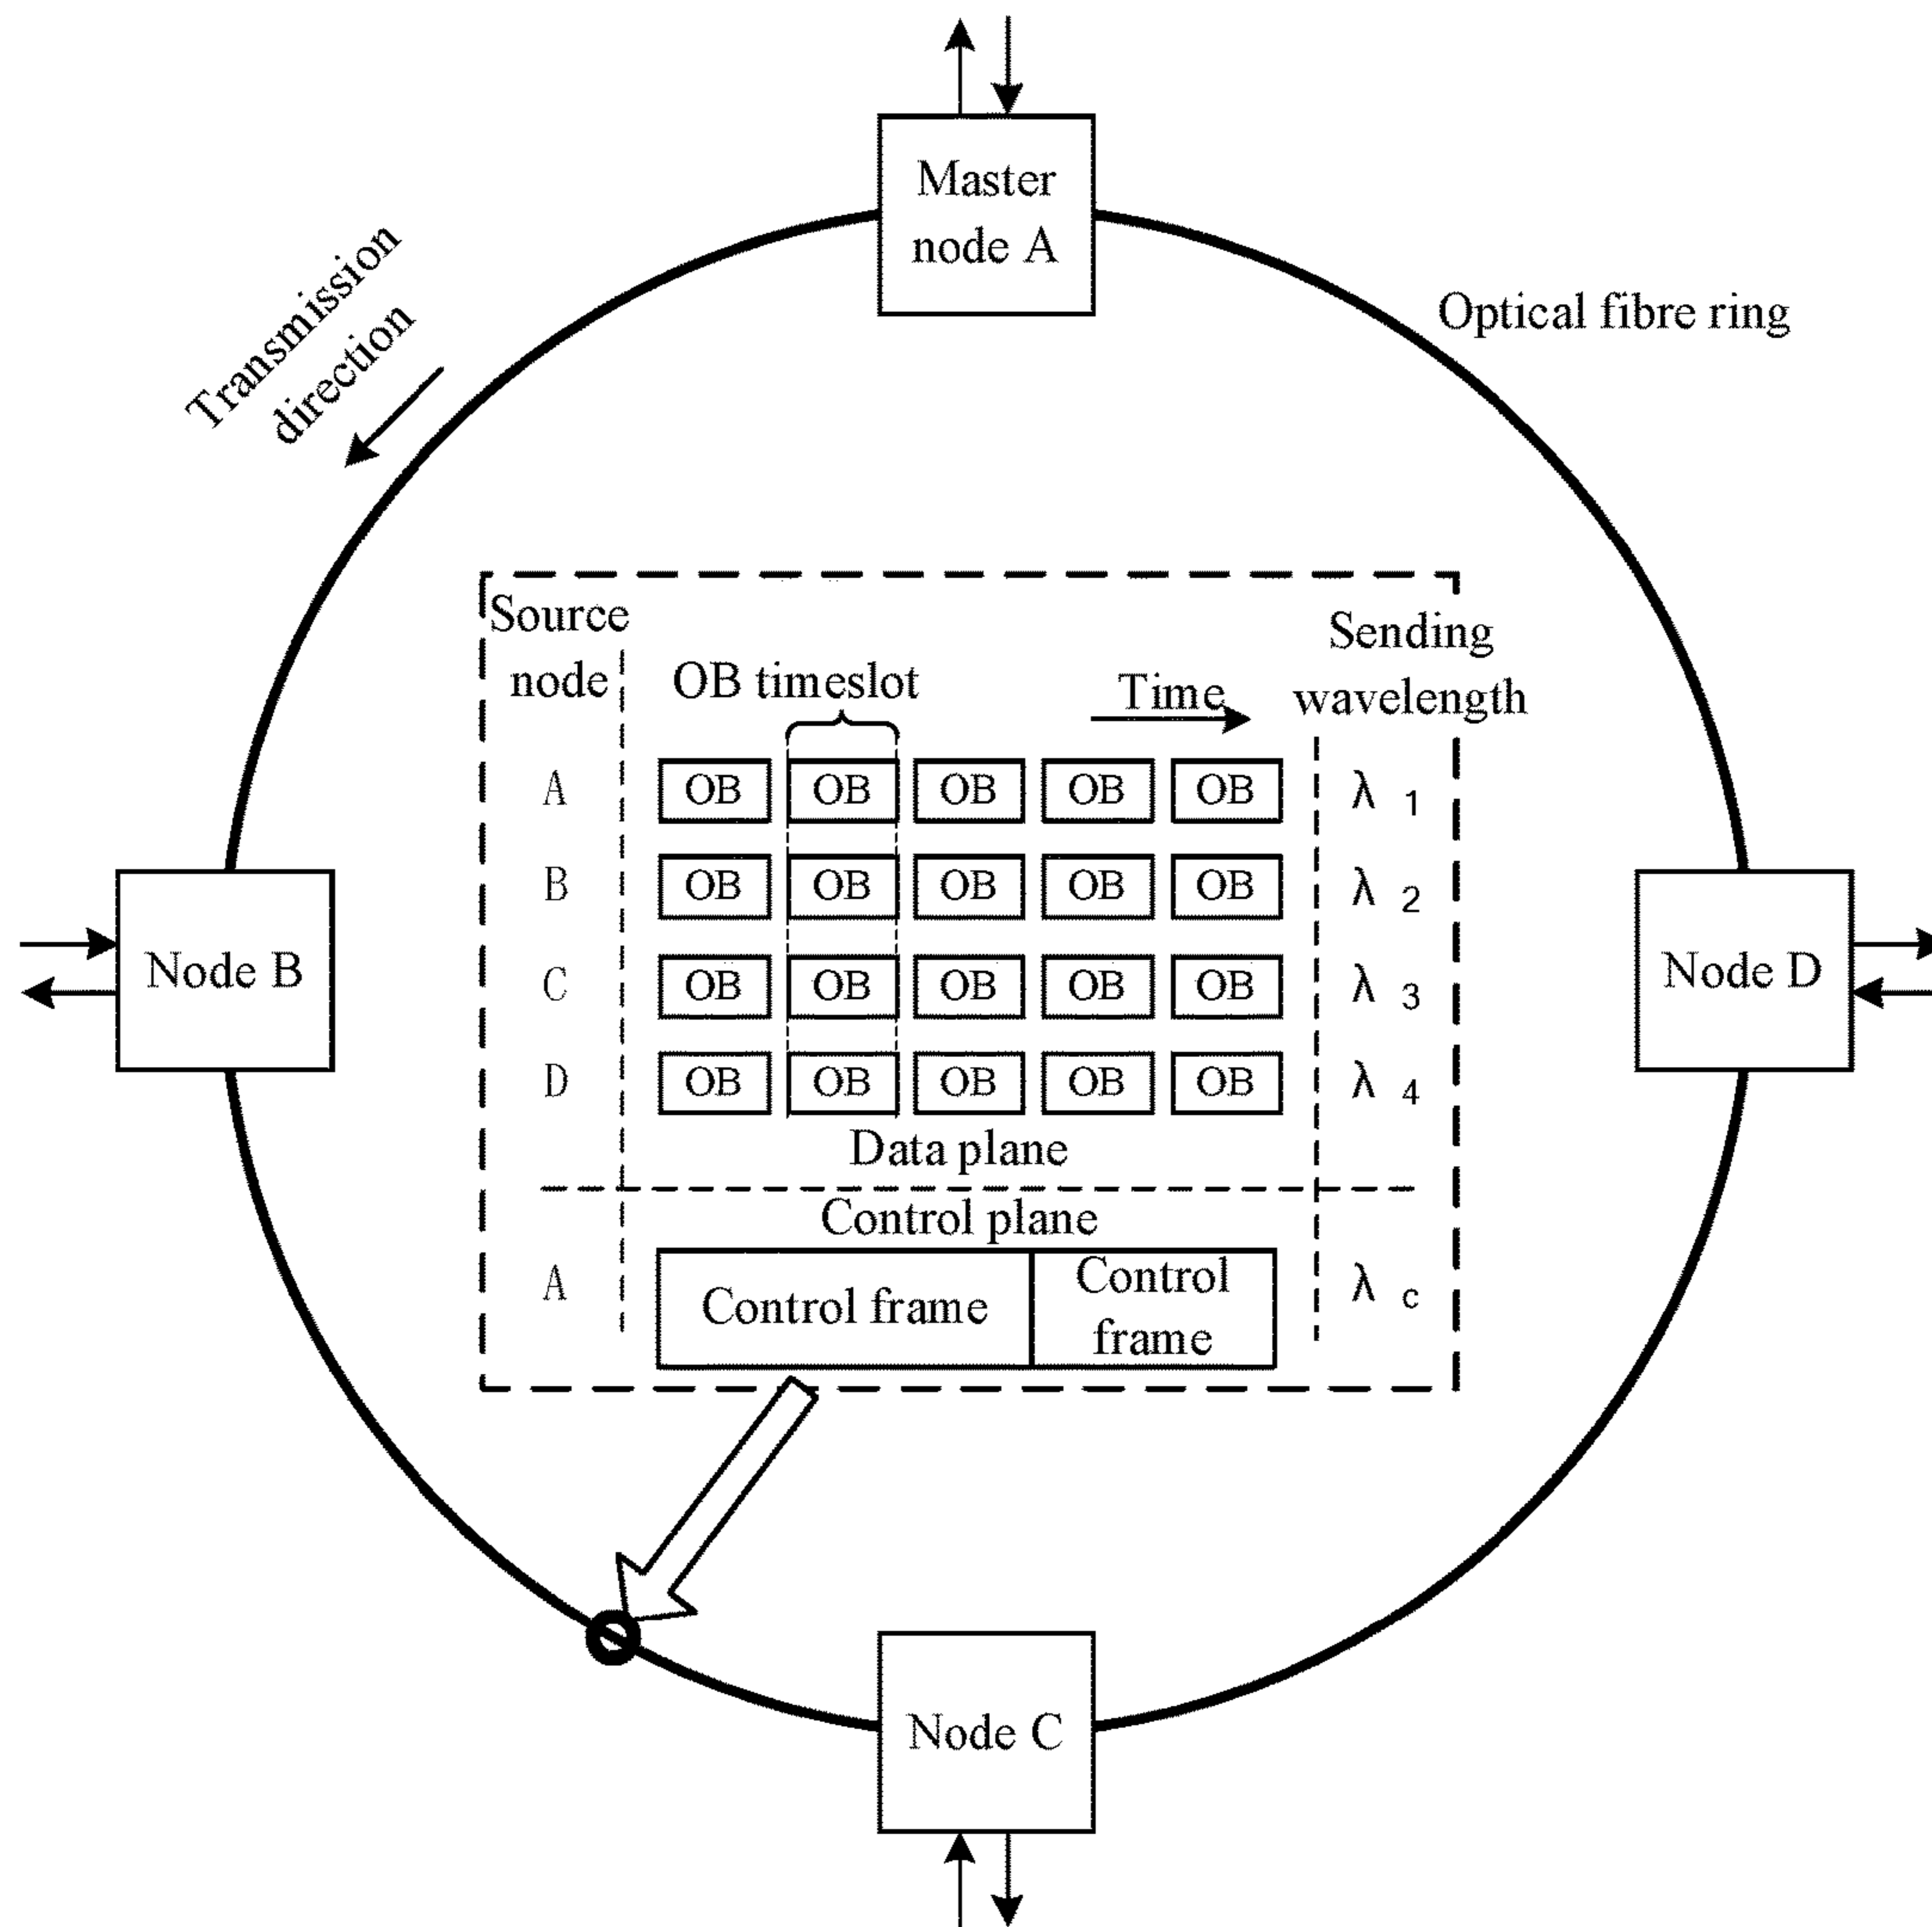 Master
node A
Transmission
direction
Optical fibre ring
Source
node
OB timeslot
Time
Sending
wavelength
A OB OB OB OB OB λ 1
B OB OB OB OB OB λ 2
C OB OB OB OB OB λ 3
D OB OB OB OB OB λ 4
Data plane
Control plane
A Control frame Control
frame
λ c
Node B
Node D
Node C